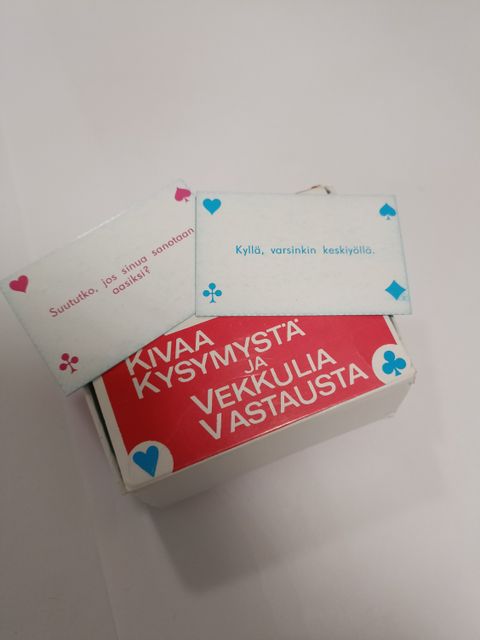 Suututko, jos sinua sanotaan
aasiksi?
Kyllä, varsinkin keskiyöllä.
KIVAA
KYSYMYSTÄ
JA
VEKKULIA
VASTAUSTA